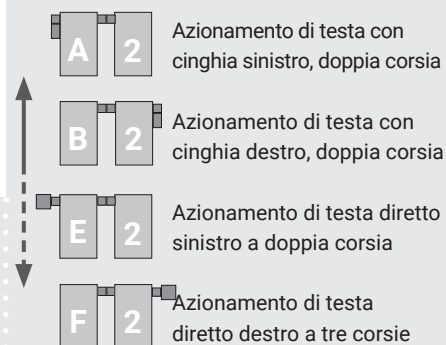 A 2 Azionamento di testa con
cinghia sinistro, doppia corsia
B 2 Azionamento di testa con
cinghia destro, doppia corsia
E 2 Azionamento di testa diretto
sinistro a doppia corsia
F 2 Azionamento di testa
diretto destro a tre corsie